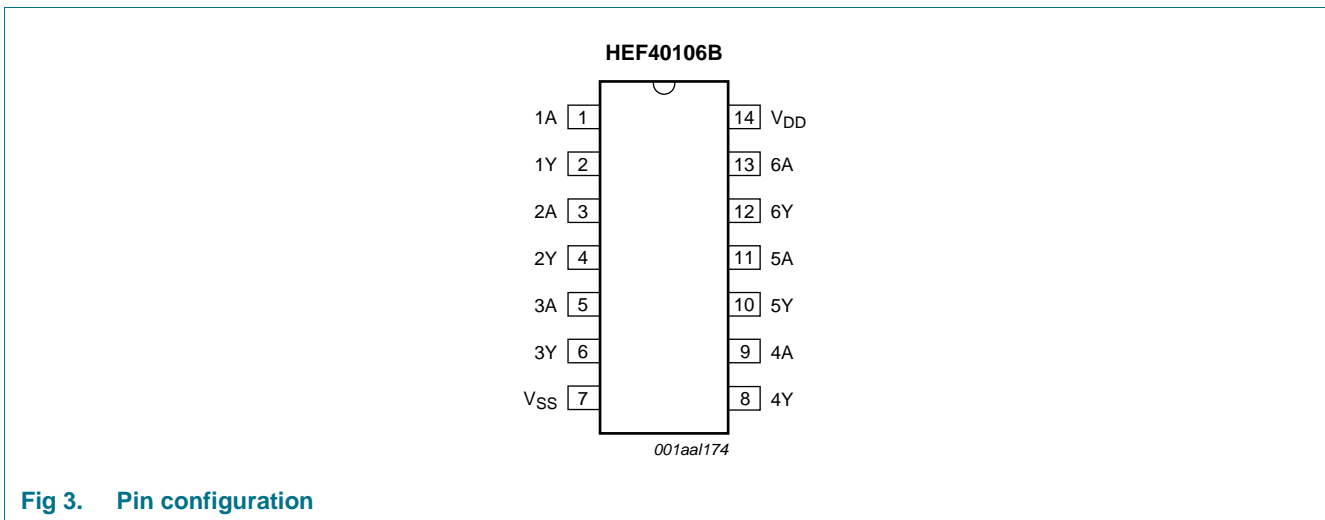 HEF40106B
1A 1 14 VDD
1Y 2 13 6A
2A 3 12 6Y
2Y 4 11 5A
3A 5 10 5Y
3Y 6 9 4A
VSS 7 8 4Y
001aal174
Fig 3. Pin configuration